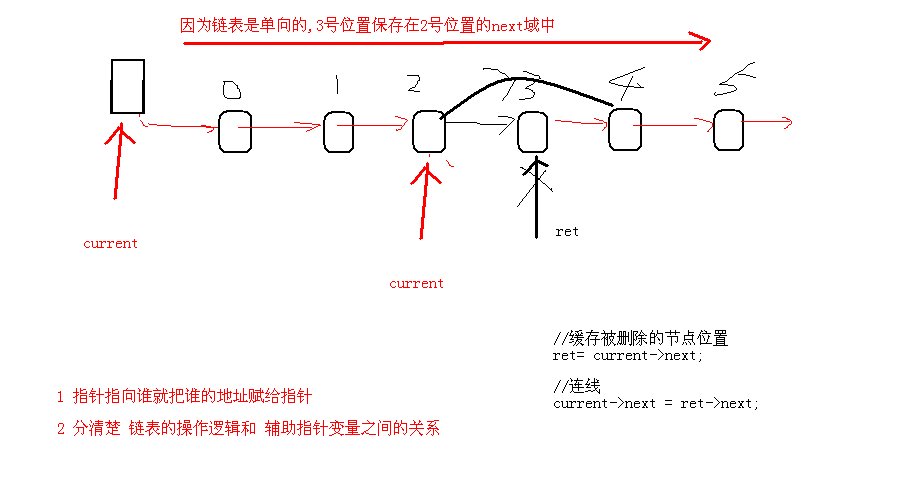 因为链表是单向的,3号位置保存在2号位置的next域中
0 1 2 3 4 5
current
ret
current
//缓存被删除的节点位置
ret= current->next;
//连线
current->next = ret->next;
1 指针指向谁就把谁的地址赋给指针
2 分清楚 链表的操作逻辑和 辅助指针变量之间的关系